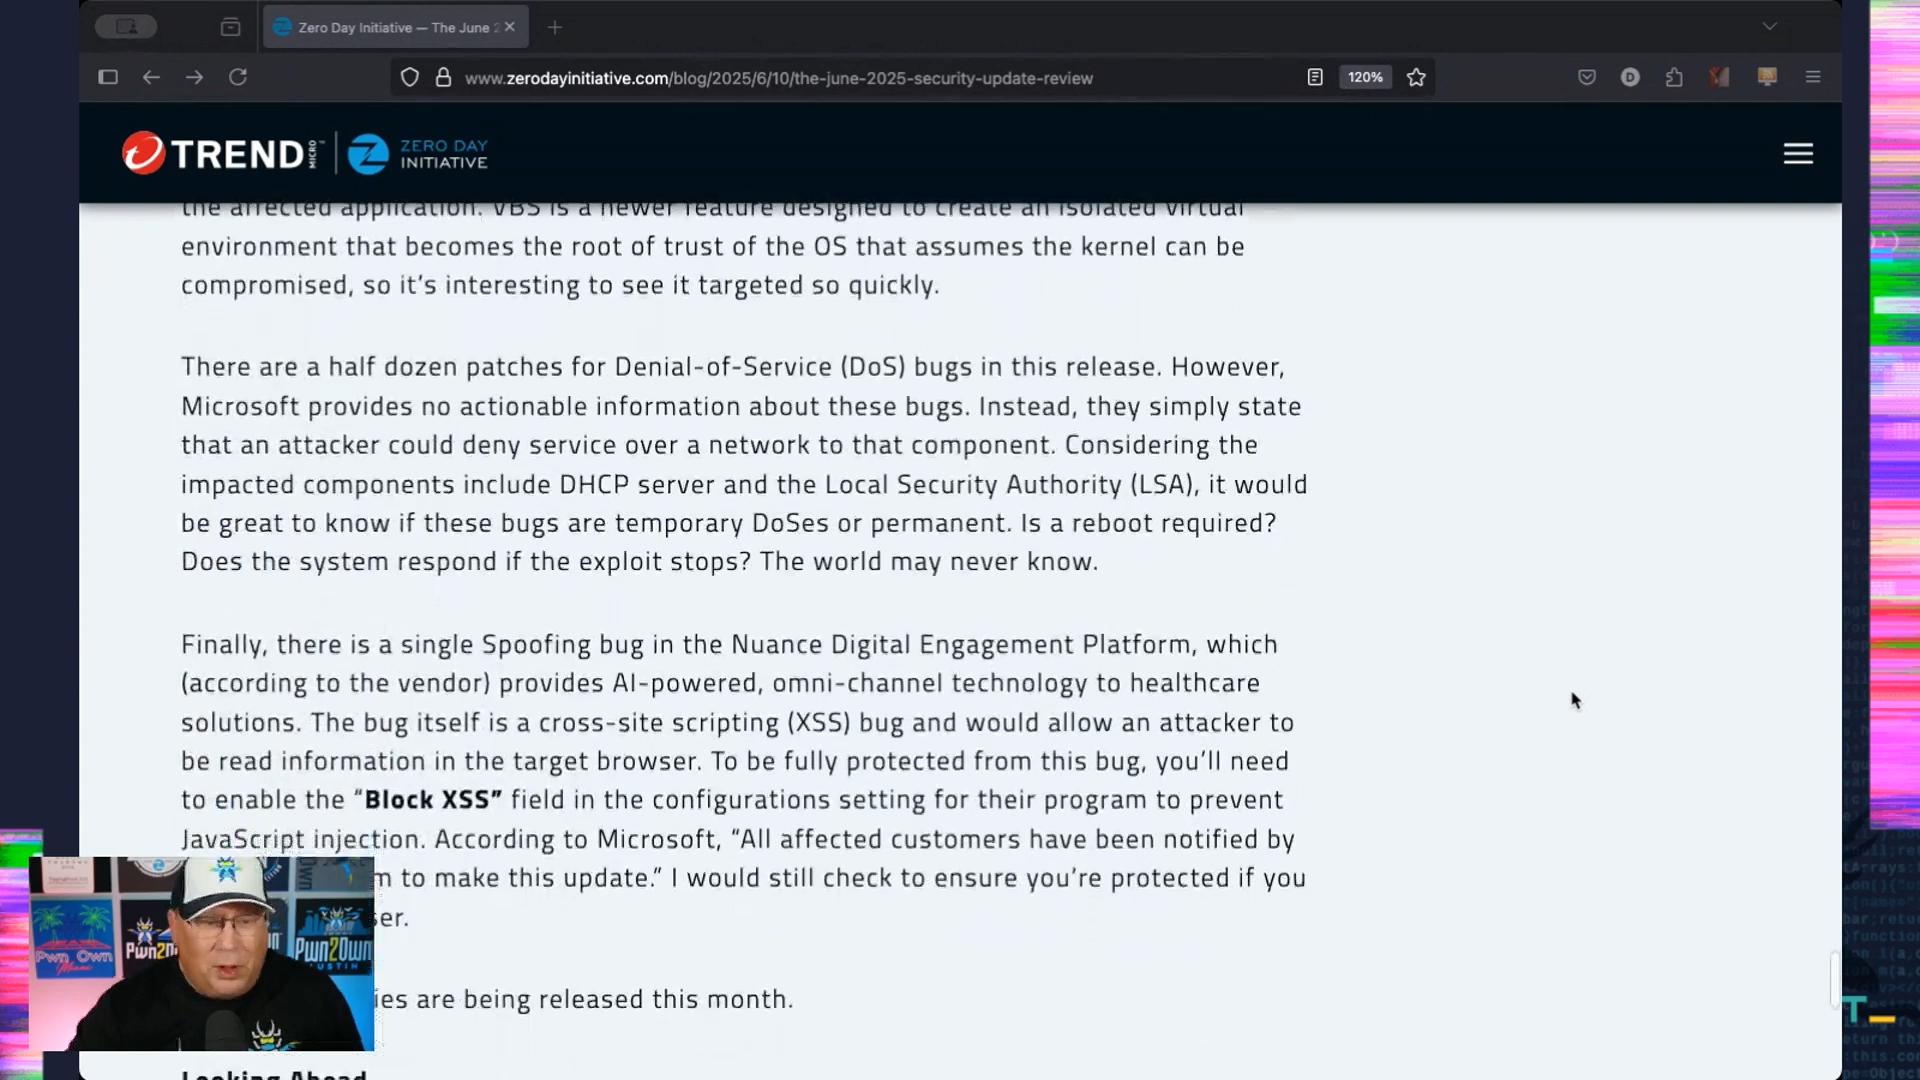 Zero Day Initiative — The June 2
www.zerodayinitiative.com/blog/2025/6/10/the-june-2025-security-update-review
120%
D
TREND MICRO
ZERO DAY
INITIATIVE
the affected application. VBS is a newer feature designed to create an isolated virtual
environment that becomes the root of trust of the OS that assumes the kernel can be
compromised, so it's interesting to see it targeted so quickly.
There are a half dozen patches for Denial-of-Service (DoS) bugs in this release. However,
Microsoft provides no actionable information about these bugs. Instead, they simply state
that an attacker could deny service over a network to that component. Considering the
impacted components include DHCP server and the Local Security Authority (LSA), it would
be great to know if these bugs are temporary DoSes or permanent. Is a reboot required?
Does the system respond if the exploit stops? The world may never know.
Finally, there is a single Spoofing bug in the Nuance Digital Engagement Platform, which
(according to the vendor) provides AI-powered, omni-channel technology to healthcare
solutions. The bug itself is a cross-site scripting (XSS) bug and would allow an attacker to
be read information in the target browser. To be fully protected from this bug, you'll need
to enable the “Block XSS” field in the configurations setting for their program to prevent
JavaScript injection. According to Microsoft, “All affected customers have been notified by
m to make this update.” I would still check to ensure you're protected if you
ser.
ies are being released this month.
Looking Ahead
Pwn Own
Miami
Pwn2O
Pwn2Own
AUSTIN
T_